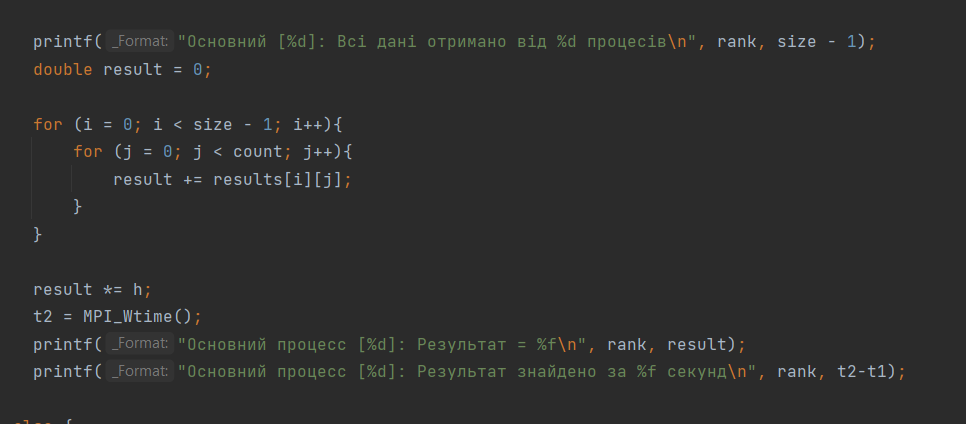 printf( _Format: "Основний [%d]: Всі дані отримано від %d процесів\n", rank, size - 1);
double result = 0;
for (i = 0; i < size - 1; i++){
for (j = 0; j < count; j++){
result += results[i][j];
}
}
result *= h;
t2 = MPI_Wtime();
printf( _Format: "Основний процесс [%d]: Результат = %f\n", rank, result);
printf( _Format: "Основний процесс [%d]: Результат знайдено за %f секунд\n", rank, t2-t1);